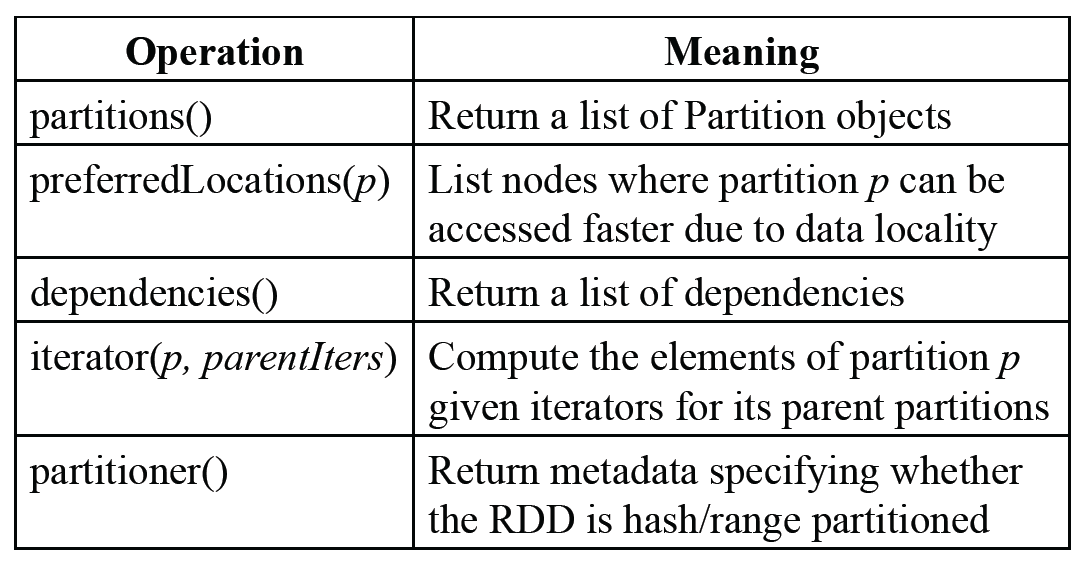 Operation Meaning
partitions() Return a list of Partition objects
preferredLocations(p) List nodes where partition p can be
accessed faster due to data locality
dependencies() Return a list of dependencies
iterator(p, parentIters) Compute the elements of partition p
given iterators for its parent partitions
partitioner() Return metadata specifying whether
the RDD is hash/range partitioned